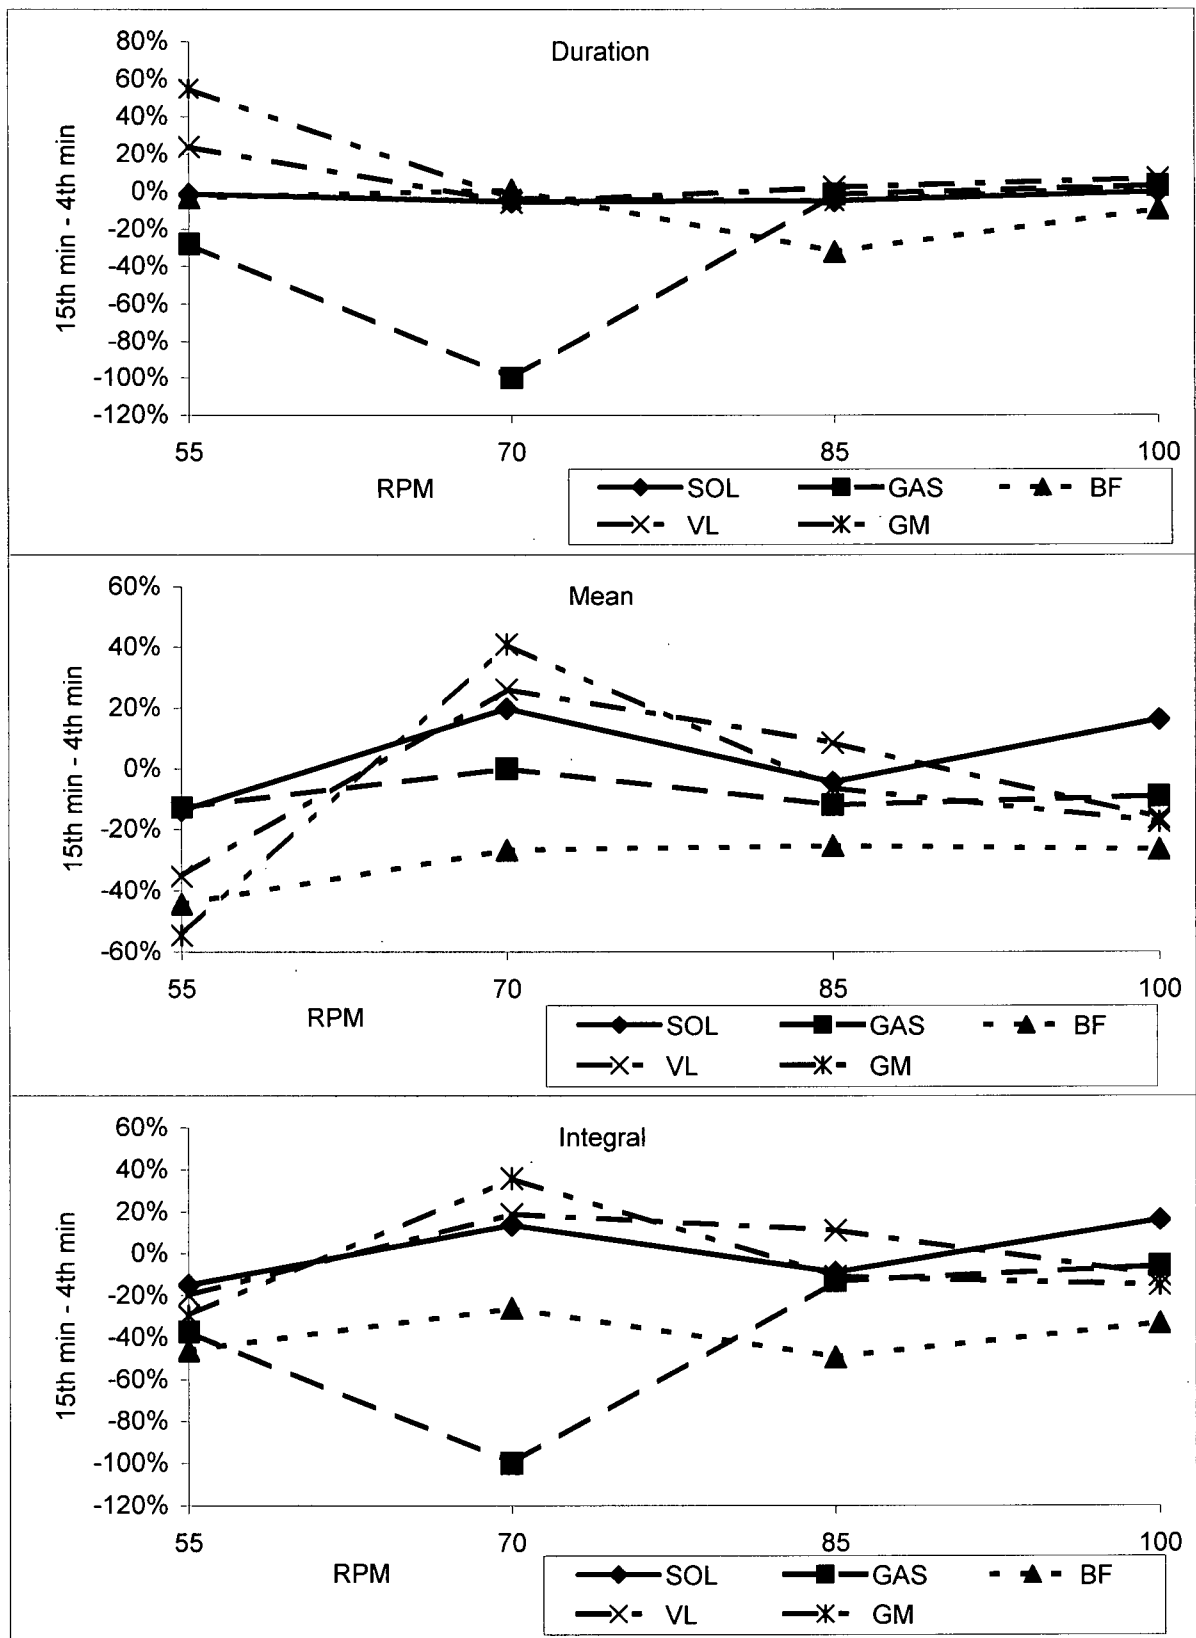 Duration
80%
60%
40%
20%
0%
-20%
-40%
-60%
-80%
-100%
-120%
15th min - 4th min
55 70 85 100
RPM
SOL GAS BF
VL GM
Mean
60%
40%
20%
0%
-20%
-40%
-60%
15th min - 4th min
55 70 85 100
RPM
SOL GAS BF
VL GM
Integral
60%
40%
20%
0%
-20%
-40%
-60%
-80%
-100%
-120%
15th min - 4th min
55 70 85 100
RPM
SOL GAS BF
VL GM